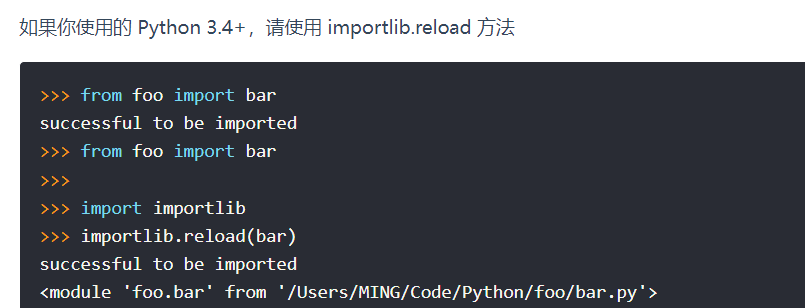 如果你使用的 Python 3.4+，请使用 importlib.reload 方法
>>> from foo import bar
successful to be imported
>>> from foo import bar
>>>
>>> import importlib
>>> importlib.reload(bar)
successful to be imported
<module 'foo.bar' from '/Users/MING/Code/Python/foo/bar.py'>